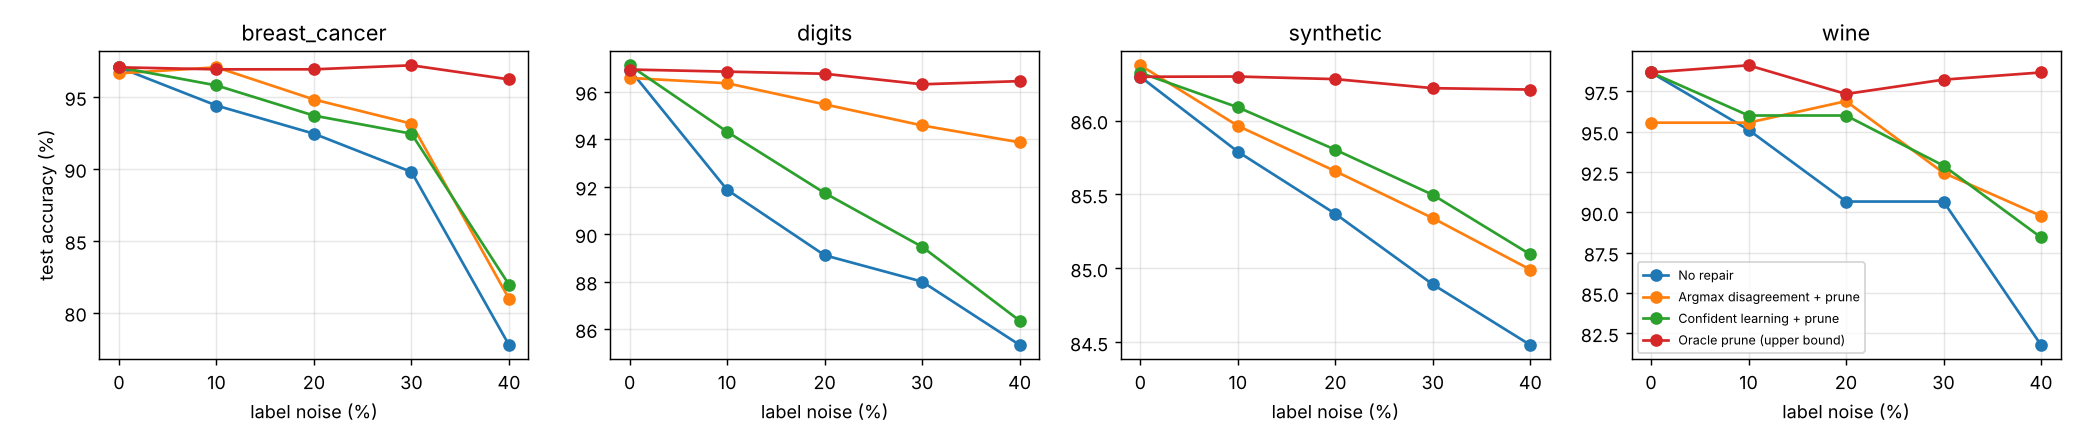 breast_cancer
test accuracy (%)
95
90
85
80
0 10 20 30 40
label noise (%)
digits
96
94
92
90
88
86
0 10 20 30 40
label noise (%)
synthetic
86.0
85.5
85.0
84.5
0 10 20 30 40
label noise (%)
wine
97.5
95.0
92.5
90.0
87.5
85.0
82.5
No repair
Argmax disagreement + prune
Confident learning + prune
Oracle prune (upper bound)
0 10 20 30 40
label noise (%)